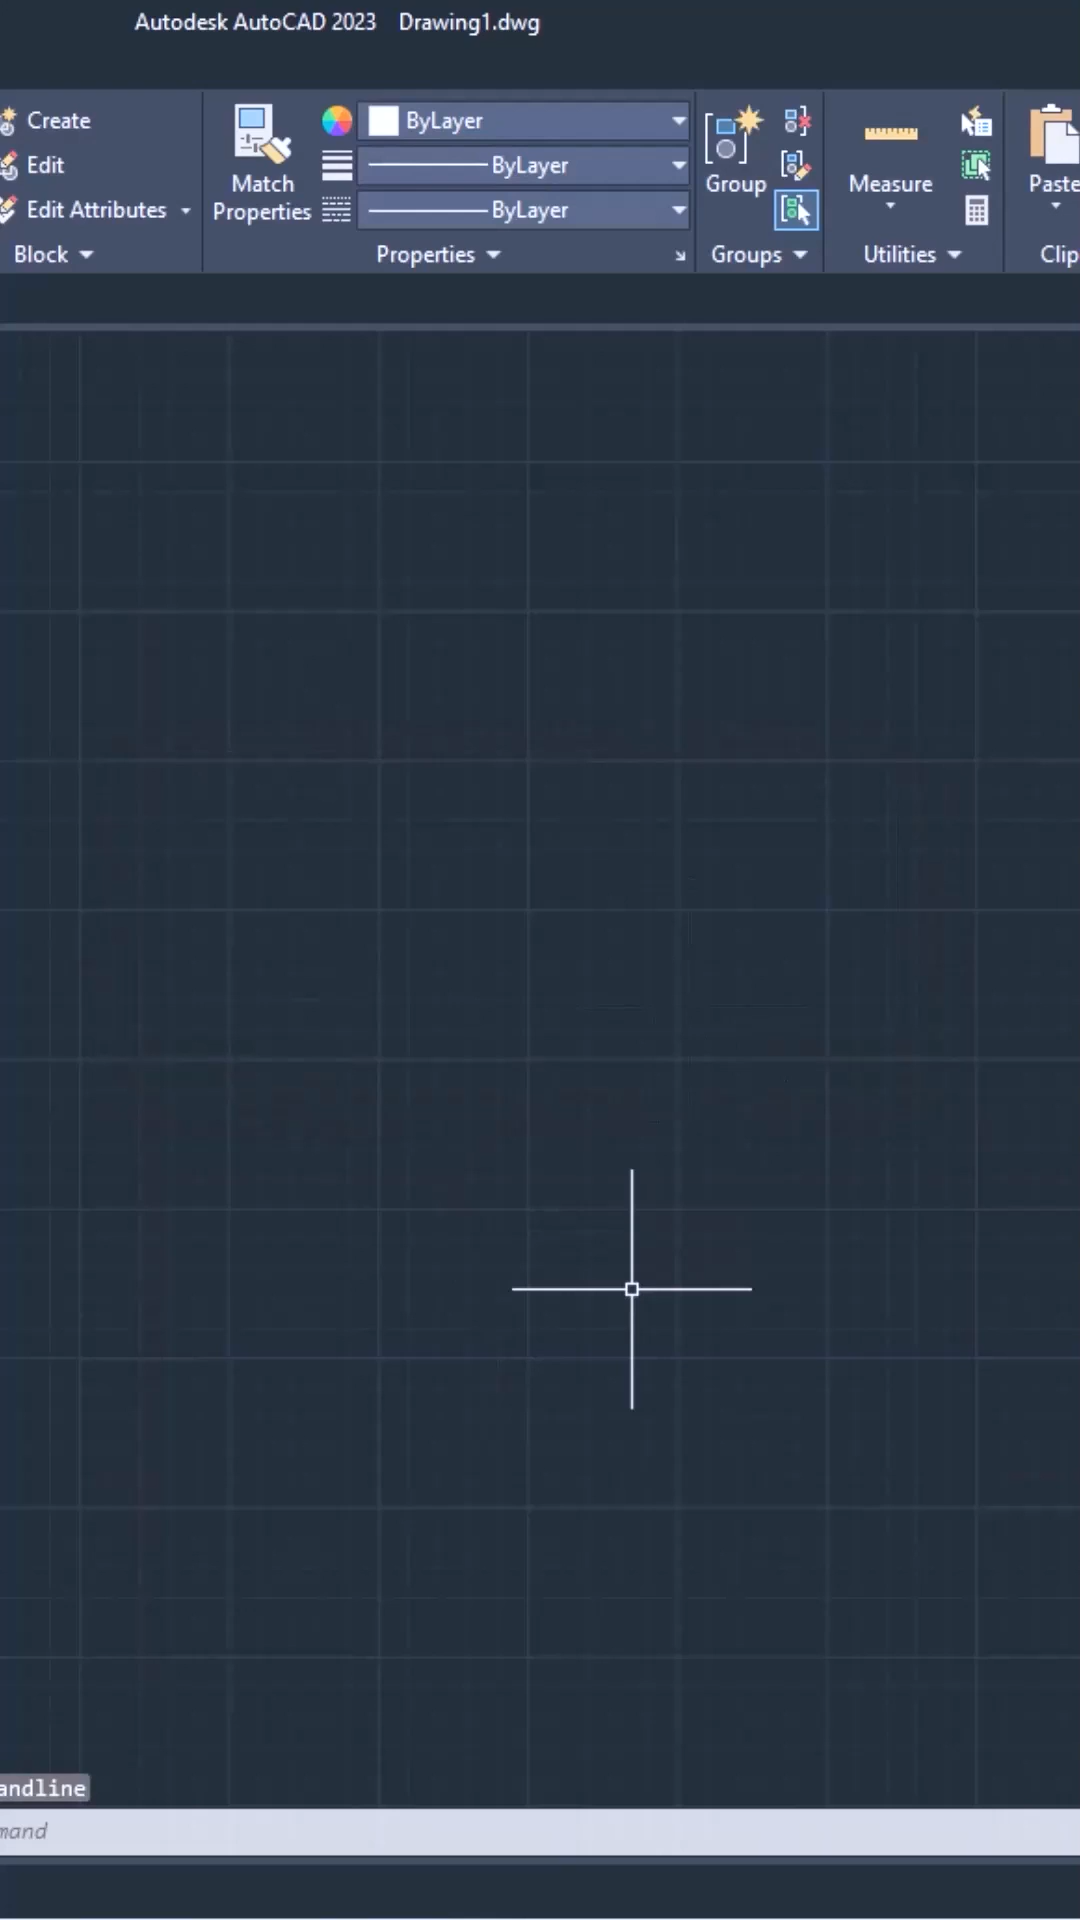 Autodesk AutoCAD 2023 Drawing1.dwg
Create
Edit
Edit Attributes
Block
Match
Properties
ByLayer
ByLayer
ByLayer
Properties
Group
Groups
Measure
Utilities
Paste
Clip
andline
mand